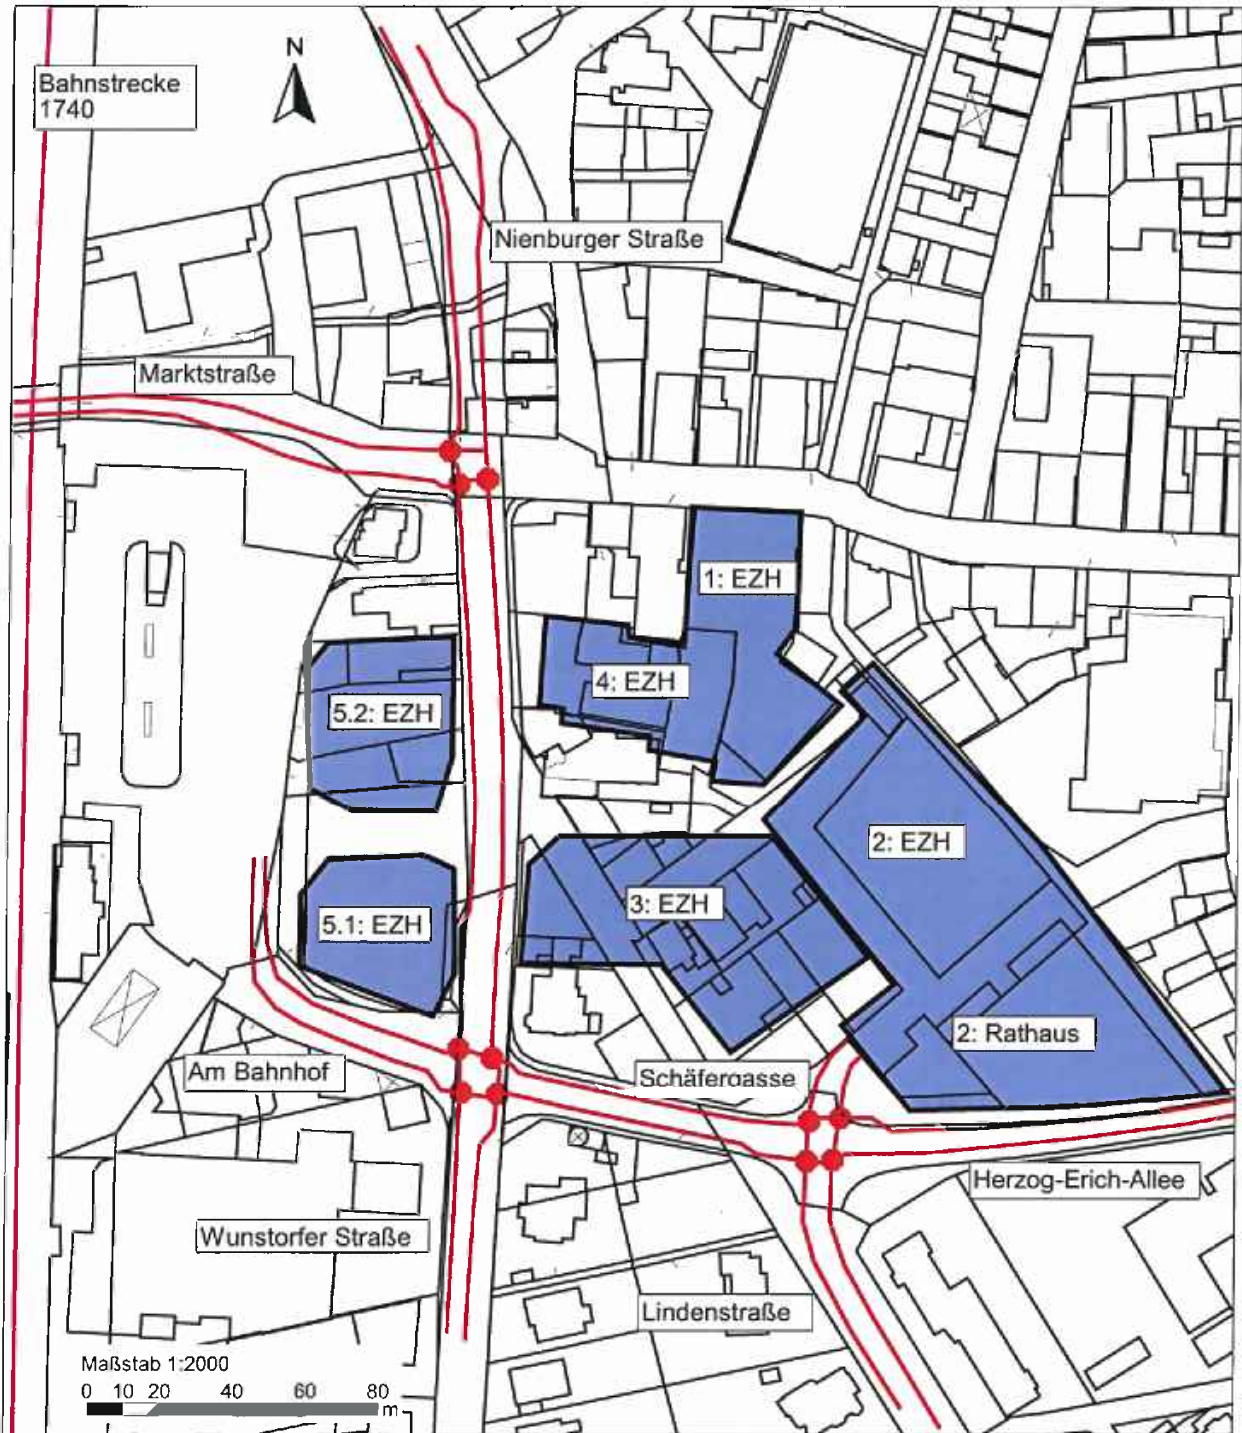 Bahnstrecke
1740
N
Nienburger Straße
Marktstraße
1: EZH
4: EZH
5.2: EZH
2: EZH
3: EZH
5.1: EZH
2: Rathaus
Am Bahnhof
Schäfergasse
Herzog-Erich-Allee
Wunstorfer Straße
Lindenstraße
Maßstab 1:2000
0 10 20 40 60 80
m